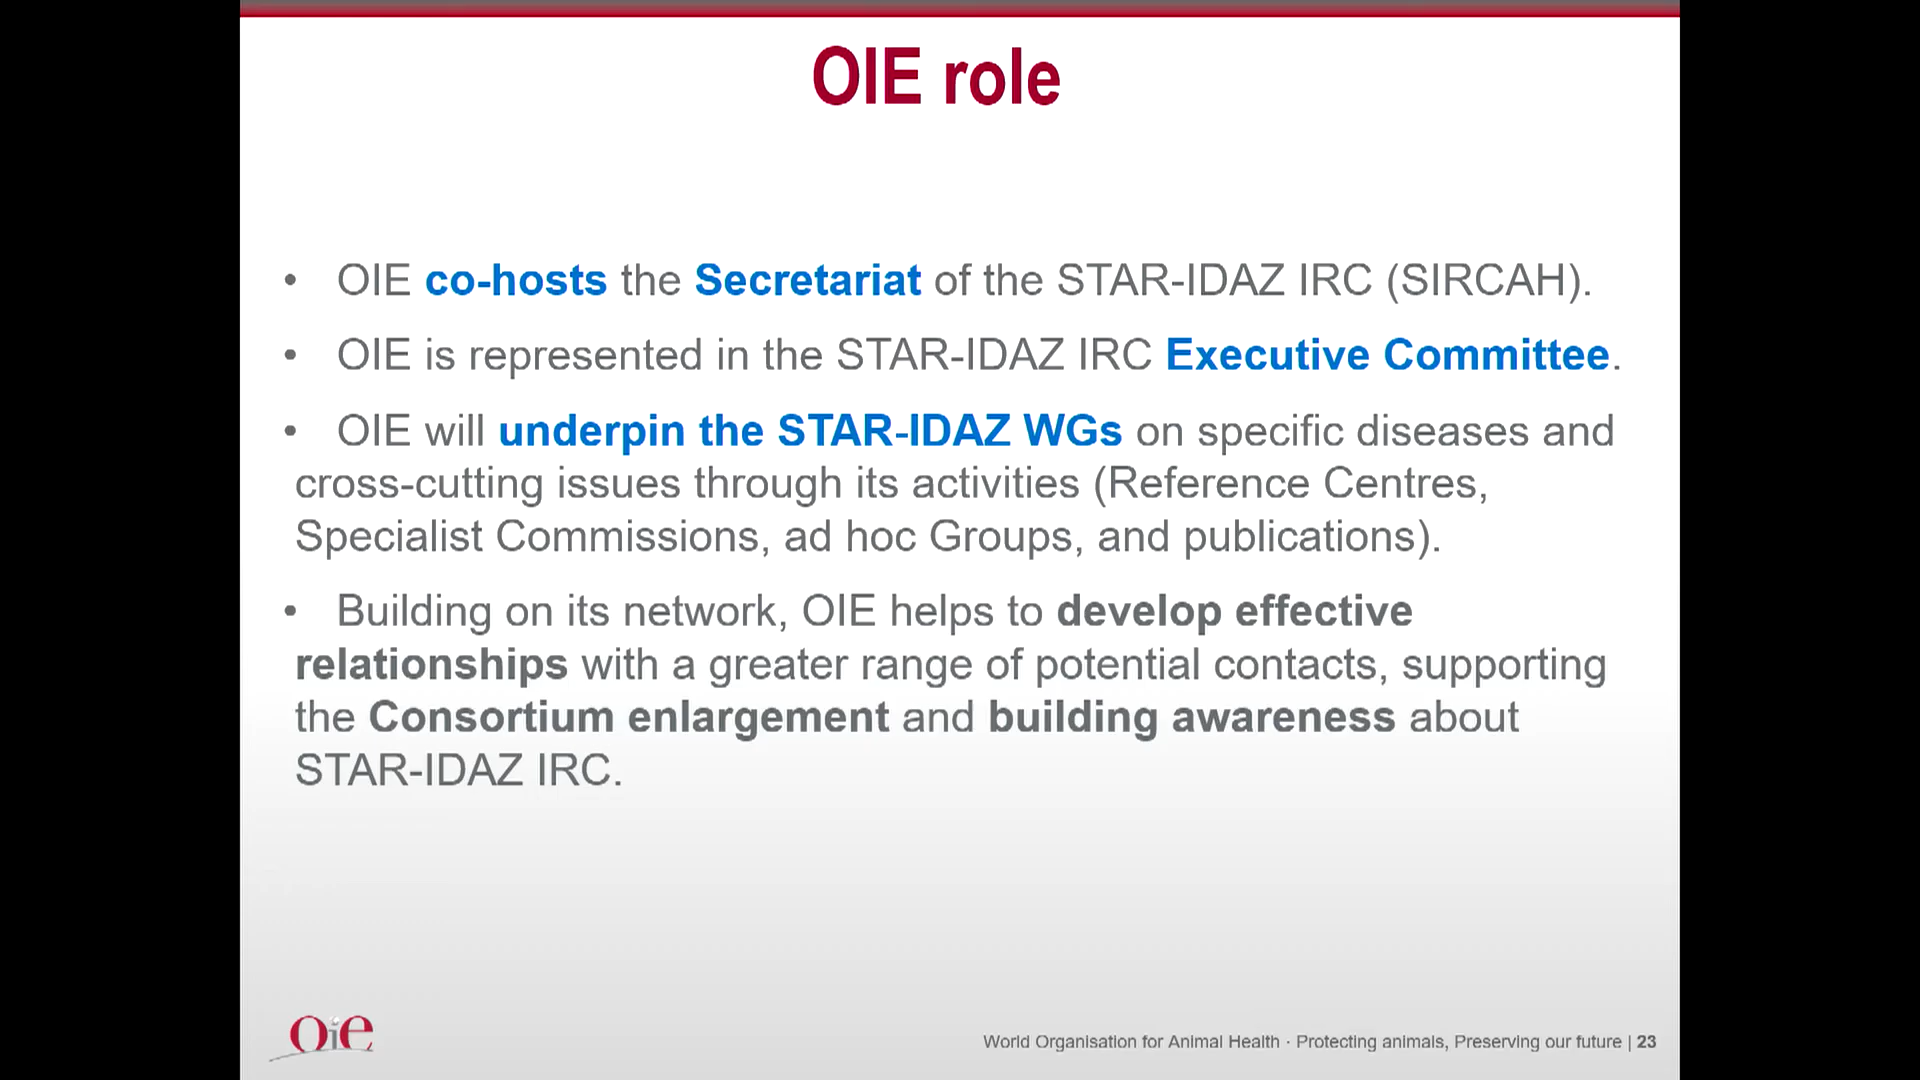 OIE role
• OIE co-hosts the Secretariat of the STAR-IDAZ IRC (SIRCAH).
• OIE is represented in the STAR-IDAZ IRC Executive Committee.
• OIE will underpin the STAR-IDAZ WGs on specific diseases and
cross-cutting issues through its activities (Reference Centres,
Specialist Commissions, ad hoc Groups, and publications).
• Building on its network, OIE helps to develop effective
relationships with a greater range of potential contacts, supporting
the Consortium enlargement and building awareness about
STAR-IDAZ IRC.
Oie
World Organisation for Animal Health · Protecting animals, Preserving our future | 23